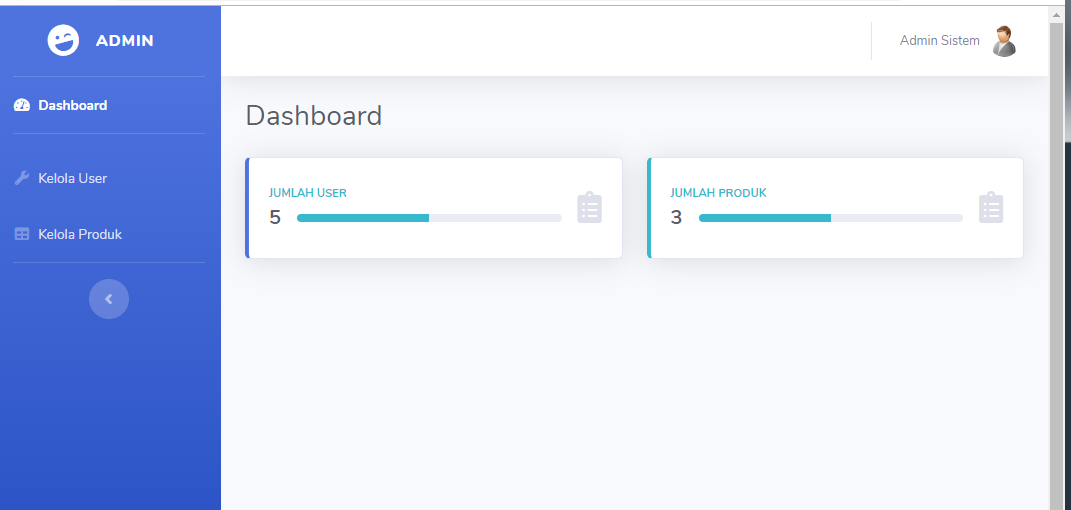 ADMIN
Admin Sistem
Dashboard
Dashboard
Kelola User
Kelola Produk
JUMLAH USER
5
JUMLAH PRODUK
3